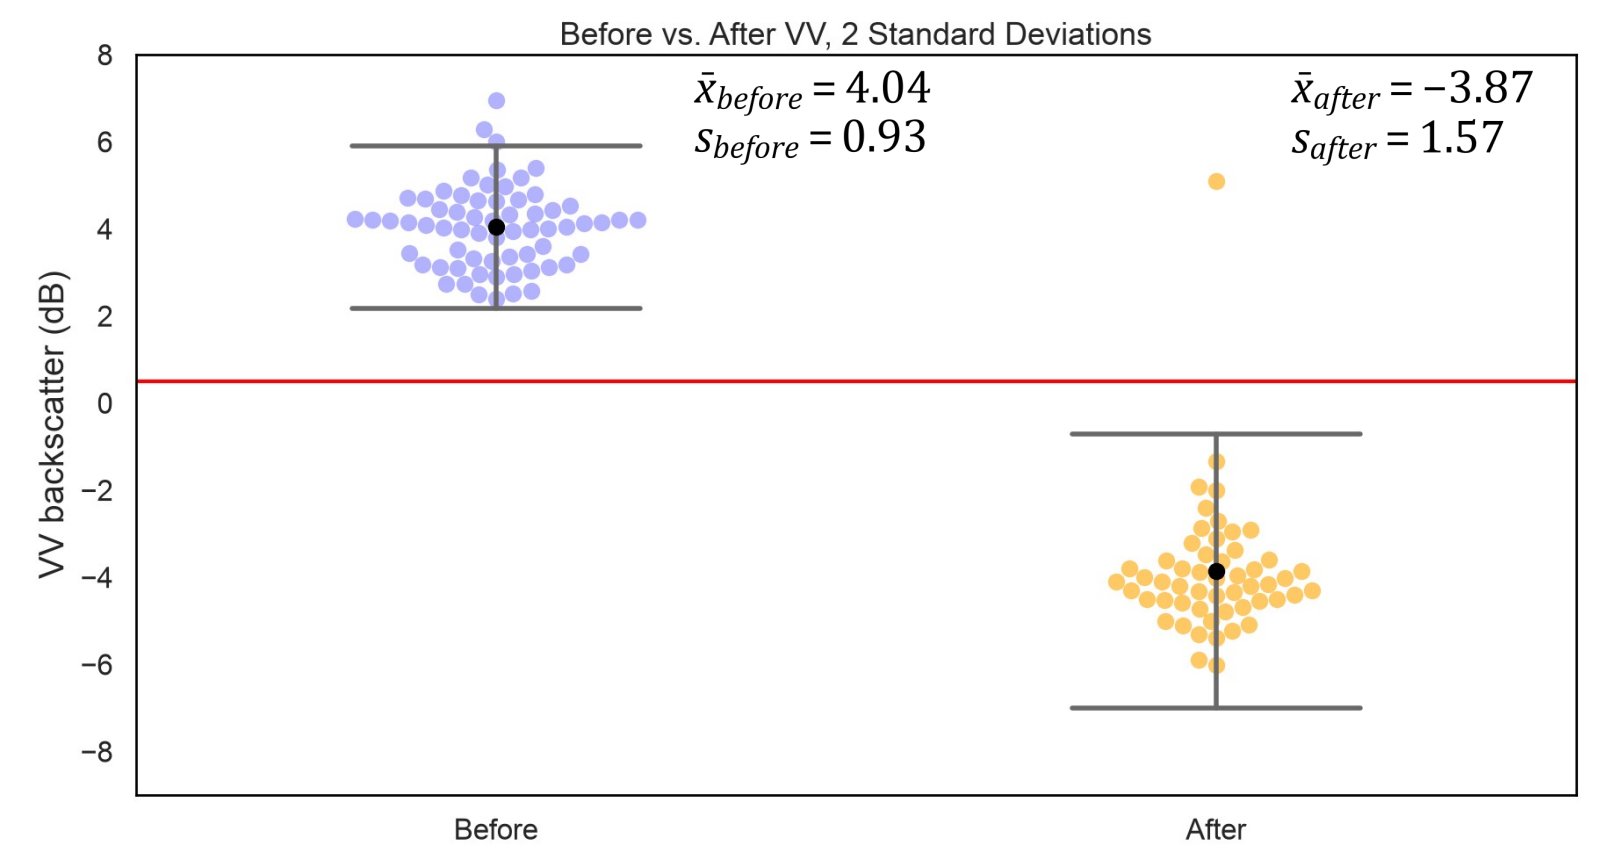 Before vs. After VV, 2 Standard Deviations
x̄before = 4.04
sbefore = 0.93
x̄after = −3.87
safter = 1.57
VV backscatter (dB)
8
6
4
2
0
−2
−4
−6
−8
Before
After